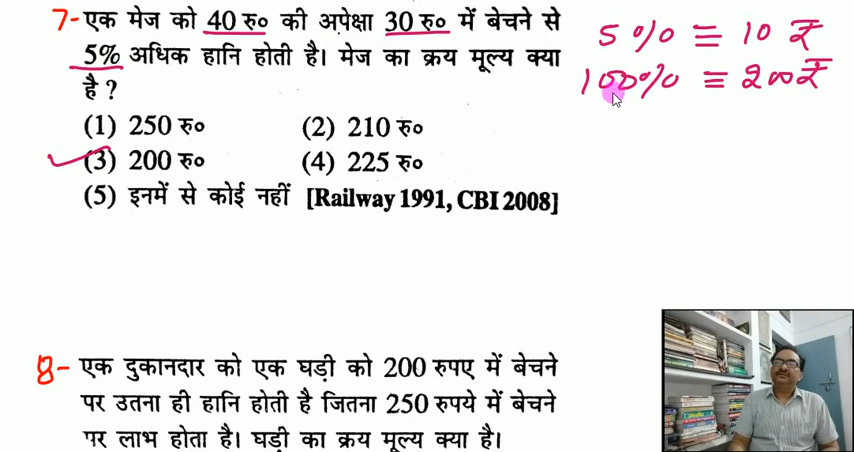 7- एक मेज को 40 रु० की अपेक्षा 30 रु० में बेचने से
5% अधिक हानि होती है। मेज का क्रय मूल्य क्या
है ?
(1) 250 रु० (2) 210 रु०
(3) 200 रु० (4) 225 रु०
(5) इनमें से कोई नहीं [Railway 1991, CBI 2008]
5% ≡ 10 ₹
100% ≡ 200 ₹
8- एक दुकानदार को एक घड़ी को 200 रुपए में बेचने
पर उतना ही हानि होती है जितना 250 रुपये में बेचने
पर लाभ होता है। घड़ी का क्रय मूल्य क्या है।